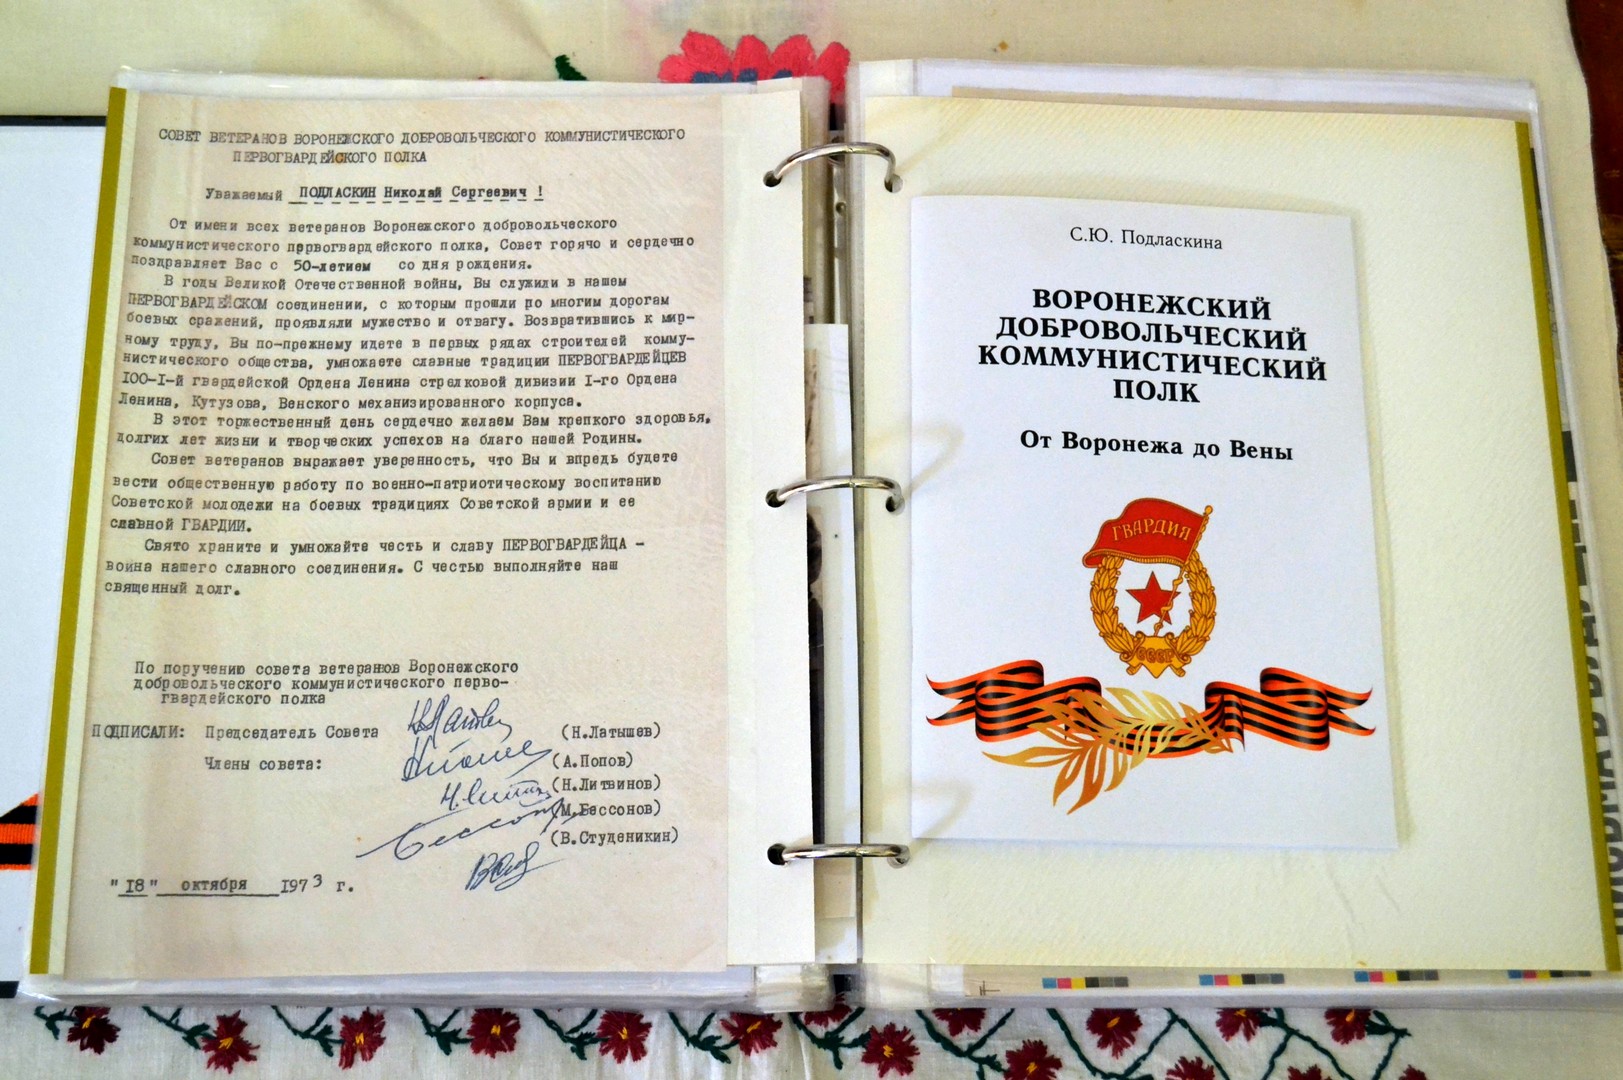 СОВЕТ ВЕТЕРАНОВ ВОРОНЕЖСКОГО ДОБРОВОЛЬЧЕСКОГО КОММУНИСТИЧЕСКОГО
ПЕРВОГВАРДЕЙСКОГО ПОЛКА
Уважаемый ПОДЛАСКИН Николай Сергеевич !
От имени всех ветеранов Воронежского добровольческого
коммунистического первогвардейского полка, Совет горячо и сердечно
поздравляет Вас с 50-летием со дня рождения.
В годы Великой Отечественной войны, Вы служили в нашем
ПЕРВОГВАРДЕЙСКОМ соединении, с которым прошли по многим дорогам
боевых сражений, проявляли мужество и отвагу. Возвратившись к мир-
ному труду, Вы по-прежнему идете в первых рядах строителей комму-
нистического общества, умножаете славные традиции ПЕРВОГВАРДЕЙЦЕВ
100-I-й гвардейской Ордена Ленина стрелковой дивизии I-го Ордена
Ленина, Кутузова, Венского механизированного корпуса.
В этот торжественный день сердечно желаем Вам крепкого здоровья,
долгих лет жизни и творческих успехов на благо нашей Родины.
Совет ветеранов выражает уверенность, что Вы и впредь будете
вести общественную работу по военно-патриотическому воспитанию
Советской молодежи на боевых традициях Советской армии и ее
славной ГВАРДИИ.
Свято храните и умножайте честь и славу ПЕРВОГВАРДЕЙЦА -
воина нашего славного соединения. С честью выполняйте наш
священный долг.
По поручению совета ветеранов Воронежского
добровольческого коммунистического перво-
гвардейского полка
ПОДПИСАЛИ: Председатель Совета (Н.Латышев)
Члены совета: (А.Попов)
(Н.Литвинов)
(М.Бессонов)
(В.Студеникин)
"18" октября 1973 г.
С.Ю. Подласкина
ВОРОНЕЖСКИЙ
ДОБРОВОЛЬЧЕСКИЙ
КОММУНИСТИЧЕСКИЙ
ПОЛК
От Воронежа до Вены
ГВАРДИЯ
СССР